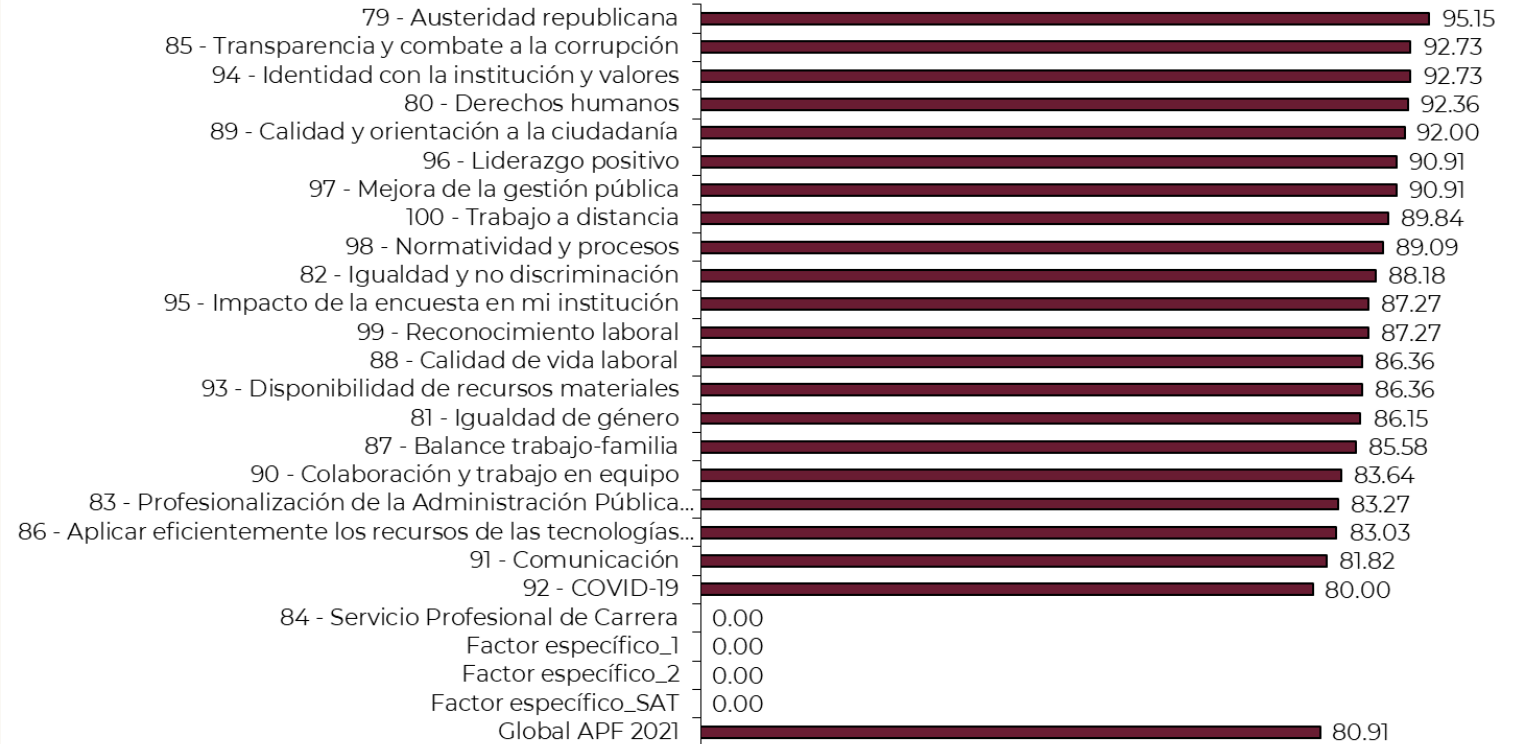 79 - Austeridad republicana 95.15
85 - Transparencia y combate a la corrupción 92.73
94 - Identidad con la institución y valores 92.73
80 - Derechos humanos 92.36
89 - Calidad y orientación a la ciudadanía 92.00
96 - Liderazgo positivo 90.91
97 - Mejora de la gestión pública 90.91
100 - Trabajo a distancia 89.84
98 - Normatividad y procesos 89.09
82 - Igualdad y no discriminación 88.18
95 - Impacto de la encuesta en mi institución 87.27
99 - Reconocimiento laboral 87.27
88 - Calidad de vida laboral 86.36
93 - Disponibilidad de recursos materiales 86.36
81 - Igualdad de género 86.15
87 - Balance trabajo-familia 85.58
90 - Colaboración y trabajo en equipo 83.64
83 - Profesionalización de la Administración Pública... 83.27
86 - Aplicar eficientemente los recursos de las tecnologías... 83.03
91 - Comunicación 81.82
92 - COVID-19 80.00
84 - Servicio Profesional de Carrera 0.00
Factor específico_1 0.00
Factor específico_2 0.00
Factor específico_SAT 0.00
Global APF 2021 80.91